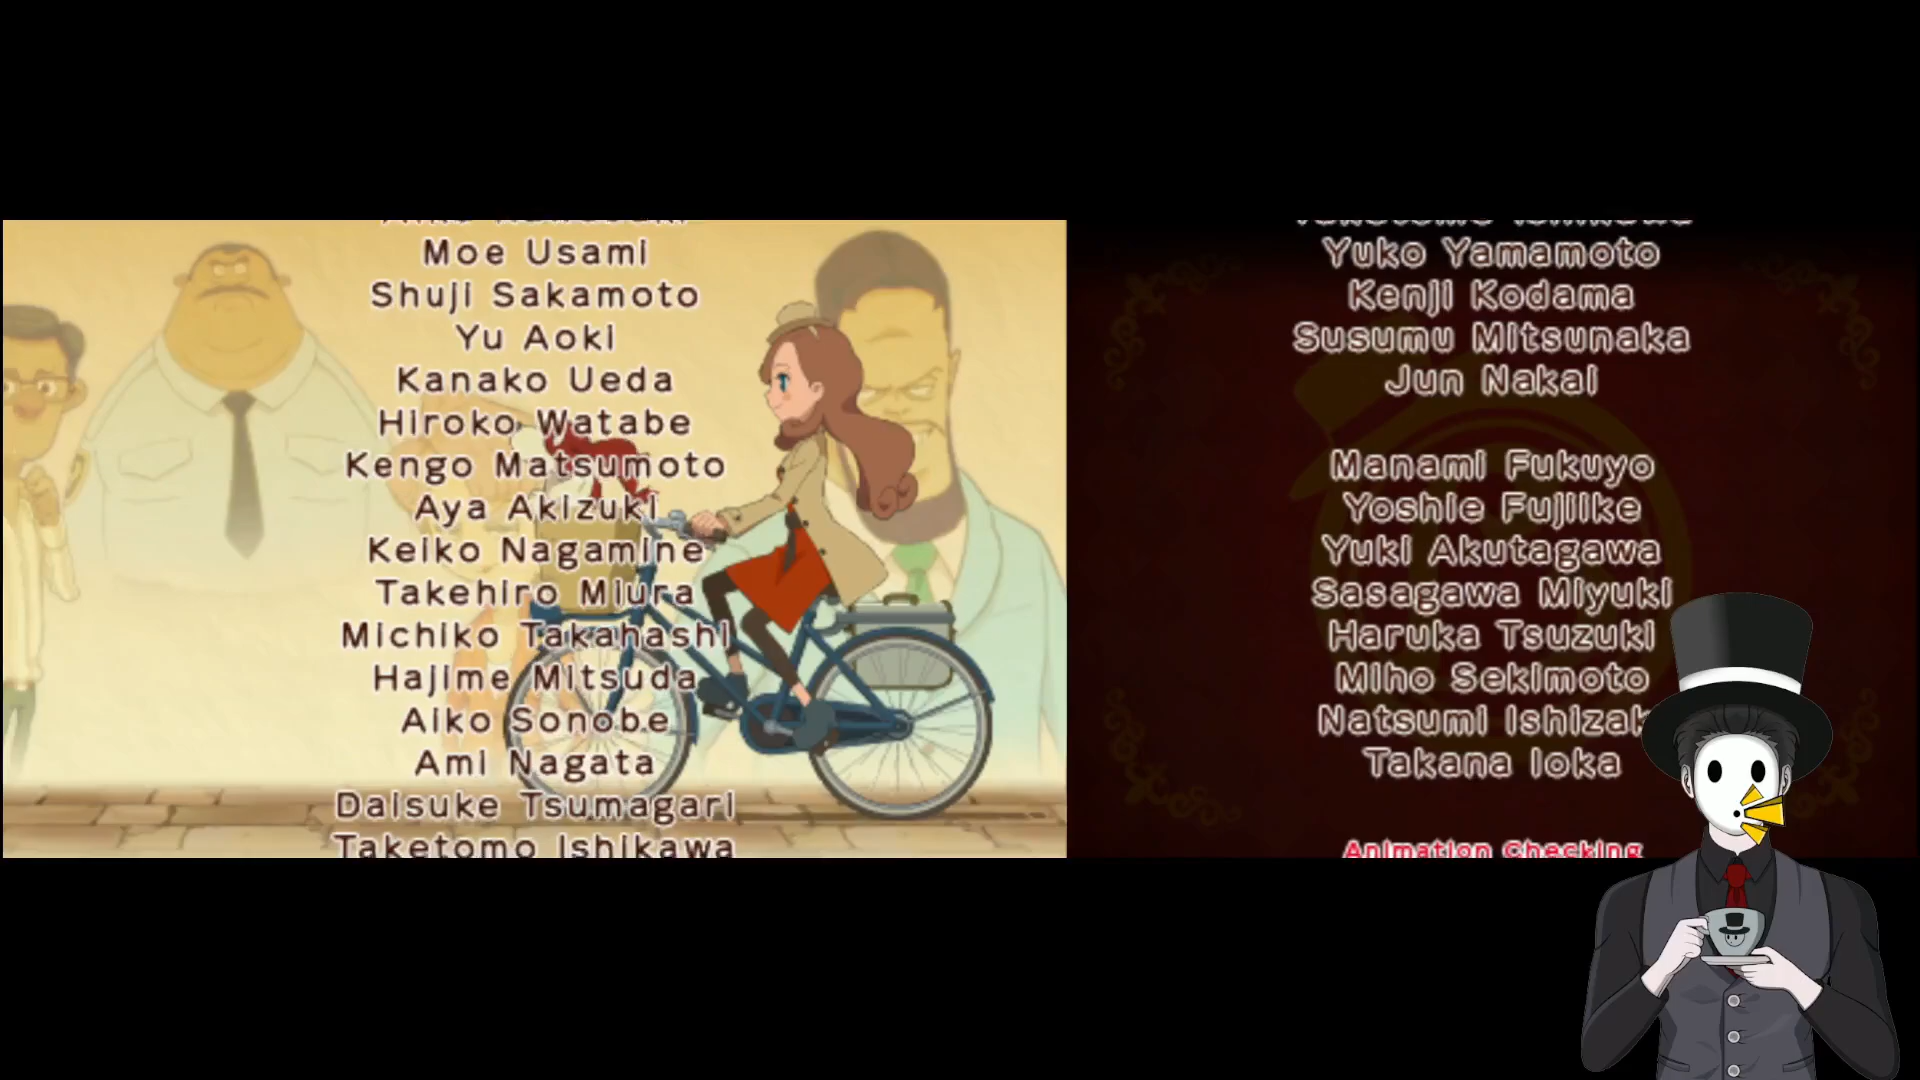 Moe Usami
Shuji Sakamoto
Yu Aoki
Kanako Ueda
Hiroko Watabe
Kengo Matsumoto
Aya Akizuki
Keiko Nagamine
Takehiro Miura
Michiko Takahashi
Hajime Mitsuda
Aiko Sonobe
Ami Nagata
Daisuke Tsumagari
Taketomo Ishikawa
Yuko Yamamoto
Kenji Kodama
Susumu Mitsunaka
Jun Nakai
Manami Fukuyo
Yoshie Fujiike
Yuki Akutagawa
Sasagawa Miyuki
Haruka Tsuzuki
Miho Sekimoto
Natsumi Ishizak
Takana Ioka
Animation Checking